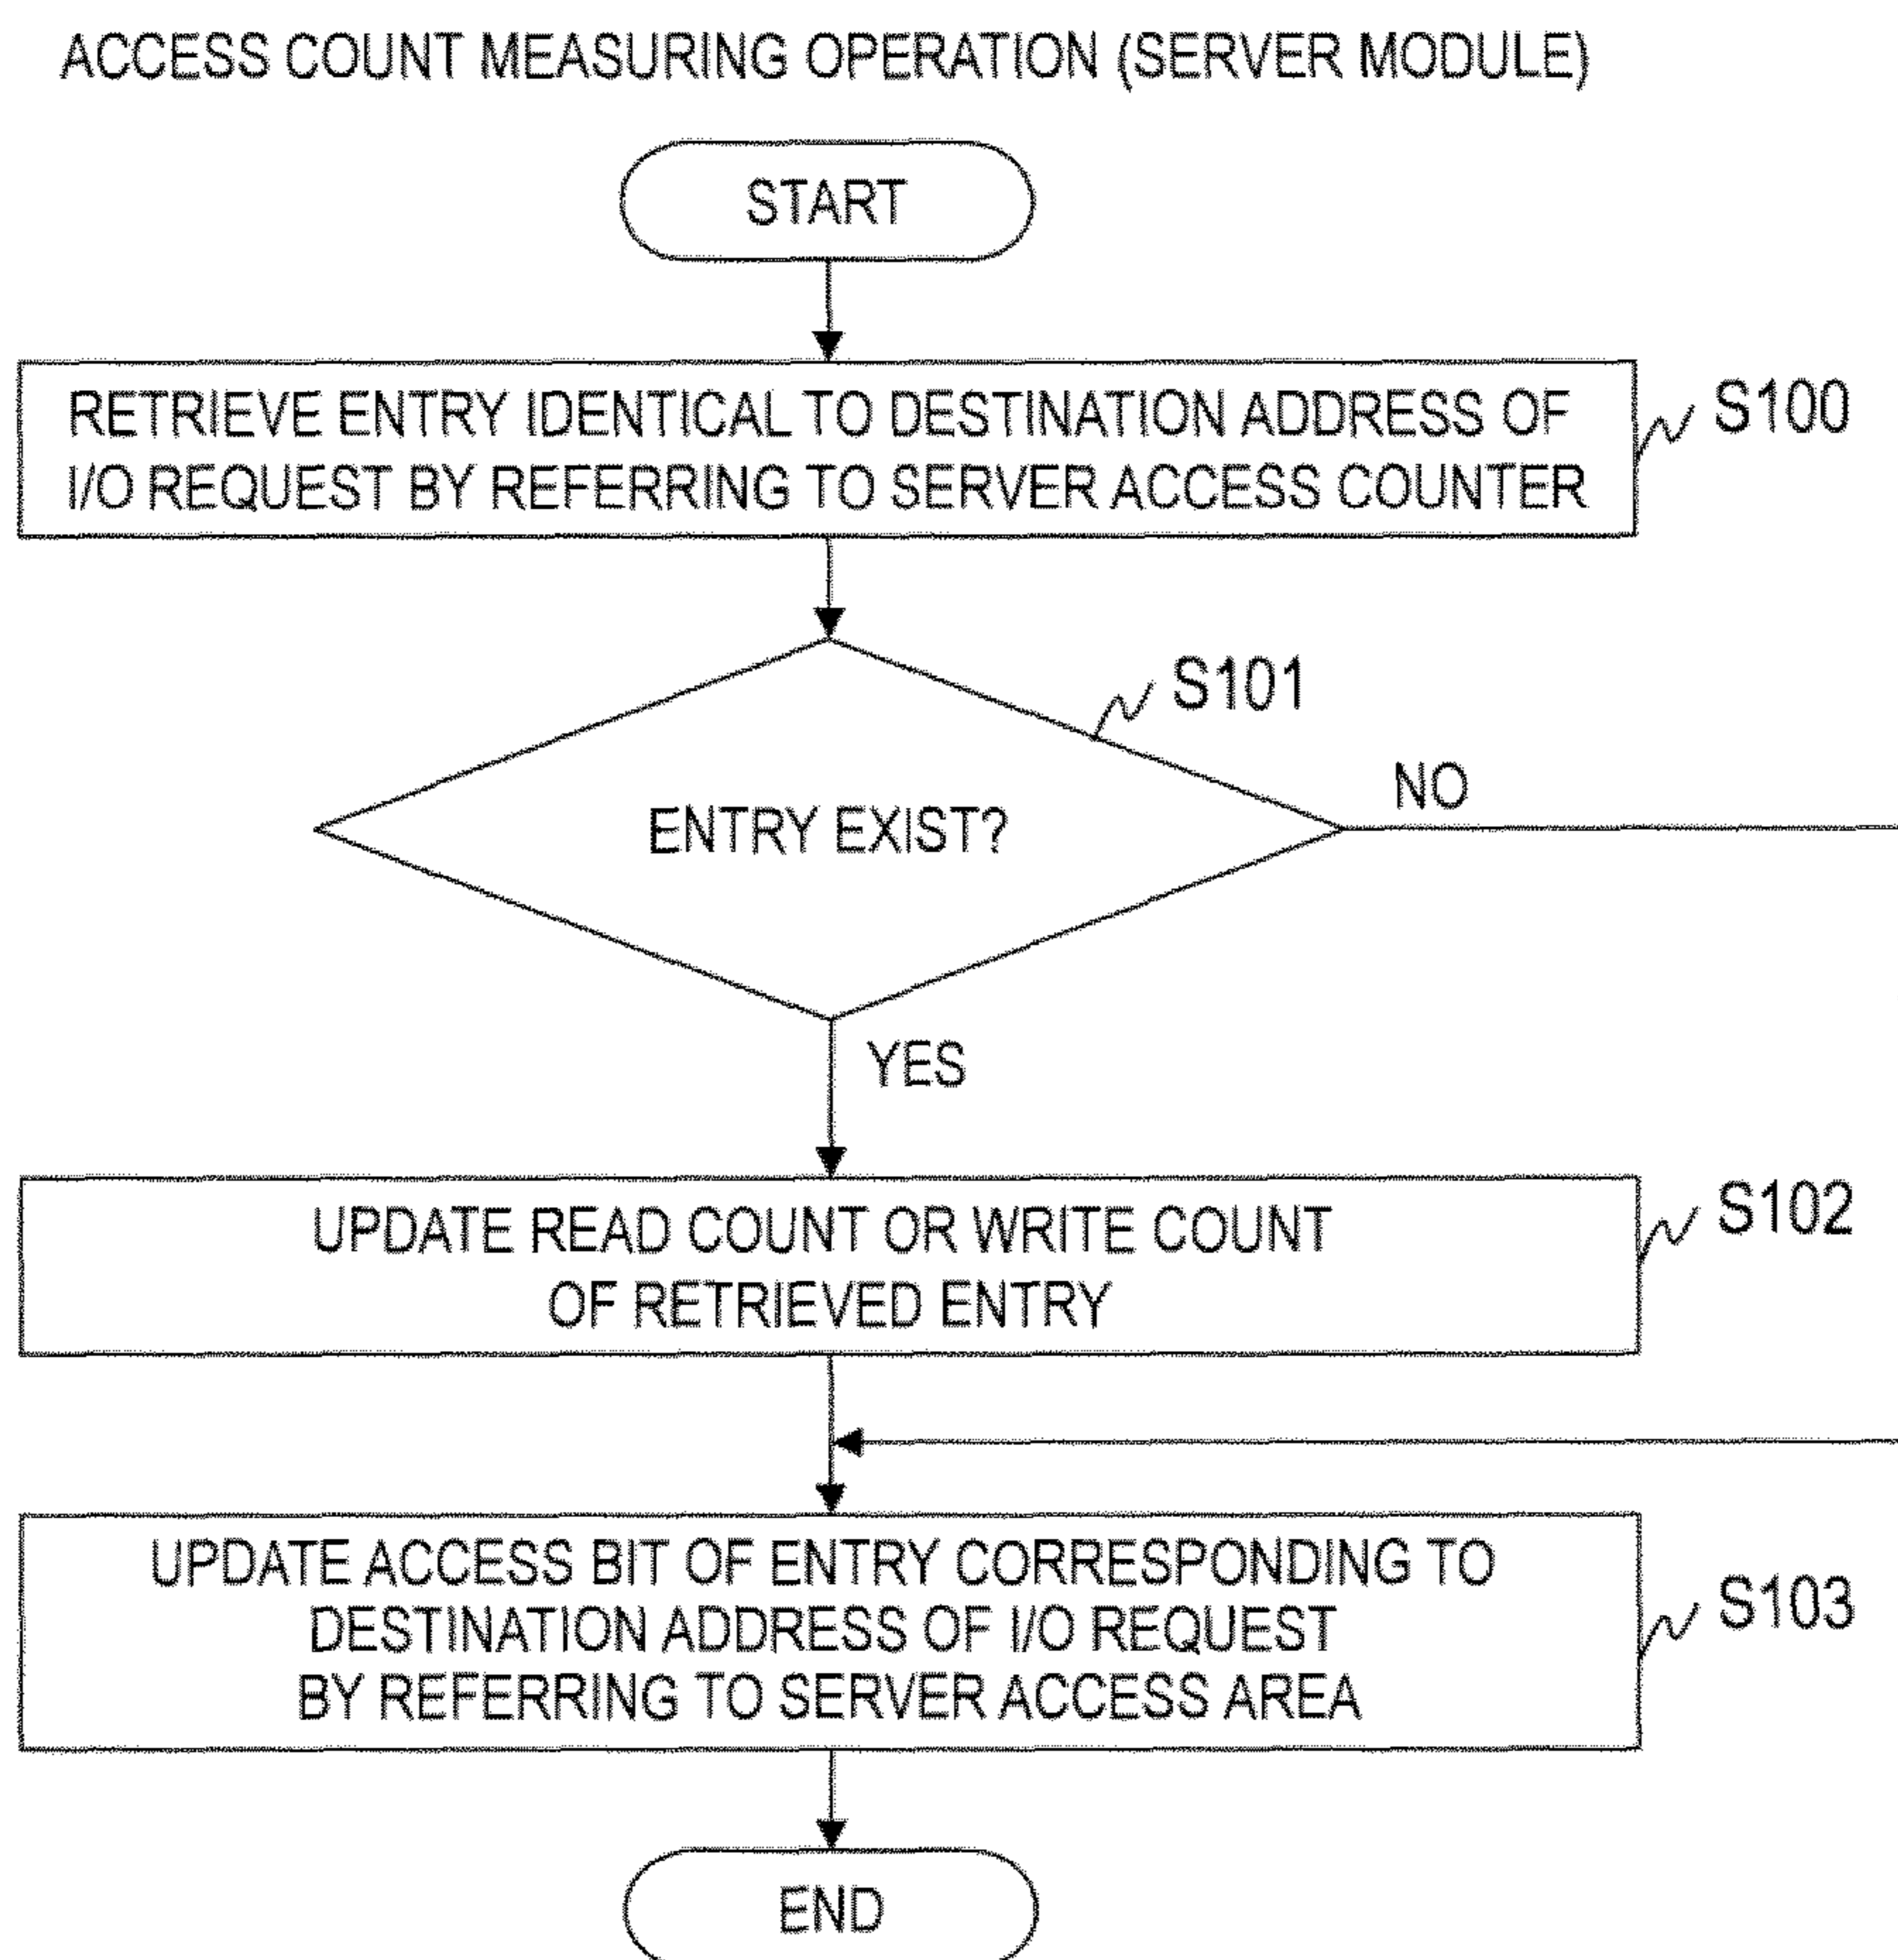 ACCESS COUNT MEASURING OPERATION (SERVER MODULE)
START
RETRIEVE ENTRY IDENTICAL TO DESTINATION ADDRESS OF
I/O REQUEST BY REFERRING TO SERVER ACCESS COUNTER
S100
S101
ENTRY EXIST?
NO
YES
UPDATE READ COUNT OR WRITE COUNT
OF RETRIEVED ENTRY
S102
UPDATE ACCESS BIT OF ENTRY CORRESPONDING TO
DESTINATION ADDRESS OF I/O REQUEST
BY REFERRING TO SERVER ACCESS AREA
S103
END